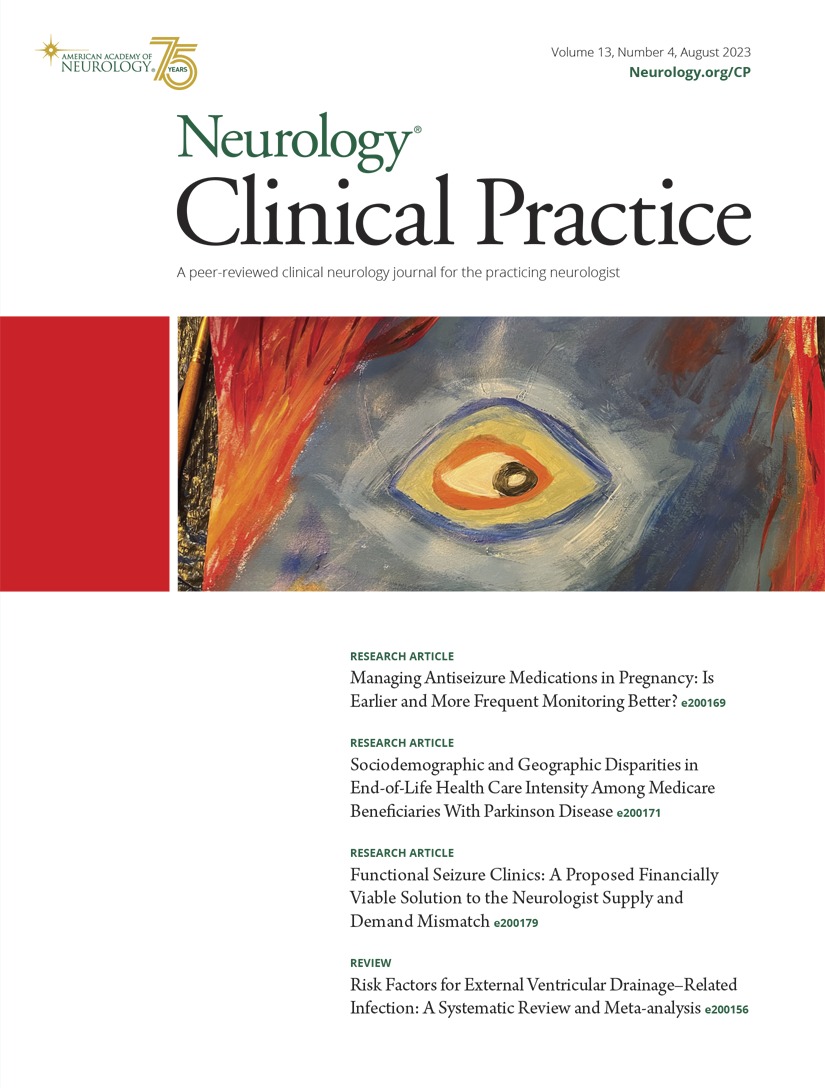 AMERICAN ACADEMY OF
NEUROLOGY®
75
YEARS
Volume 13, Number 4, August 2023
Neurology.org/CP
Neurology®
Clinical Practice
A peer-reviewed clinical neurology journal for the practicing neurologist
RESEARCH ARTICLE
Managing Antiseizure Medications in Pregnancy: Is
Earlier and More Frequent Monitoring Better? e200169
RESEARCH ARTICLE
Sociodemographic and Geographic Disparities in
End-of-Life Health Care Intensity Among Medicare
Beneficiaries With Parkinson Disease e200171
RESEARCH ARTICLE
Functional Seizure Clinics: A Proposed Financially
Viable Solution to the Neurologist Supply and
Demand Mismatch e200179
REVIEW
Risk Factors for External Ventricular Drainage–Related
Infection: A Systematic Review and Meta-analysis e200156